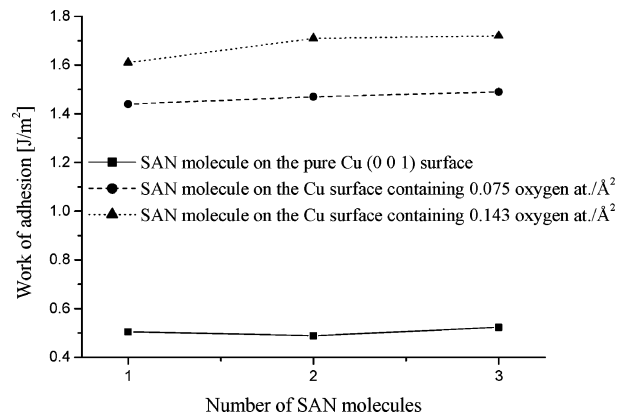 1.8
1.6
1.4
1.2
1.0
0.8
0.6
0.4
Work of adhesion [J/m²]
SAN molecule on the pure Cu (0 0 1) surface
SAN molecule on the Cu surface containing 0.075 oxygen at./Å²
SAN molecule on the Cu surface containing 0.143 oxygen at./Å²
1 2 3
Number of SAN molecules